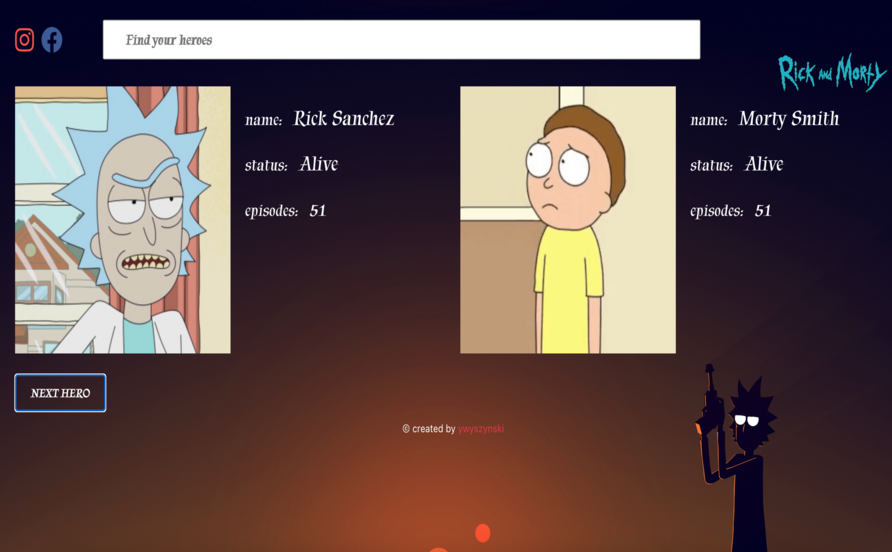 Find your heroes
Rick and Morty
name: Rick Sanchez
status: Alive
episodes: 51
name: Morty Smith
status: Alive
episodes: 51
NEXT HERO
© created by ywyszynski